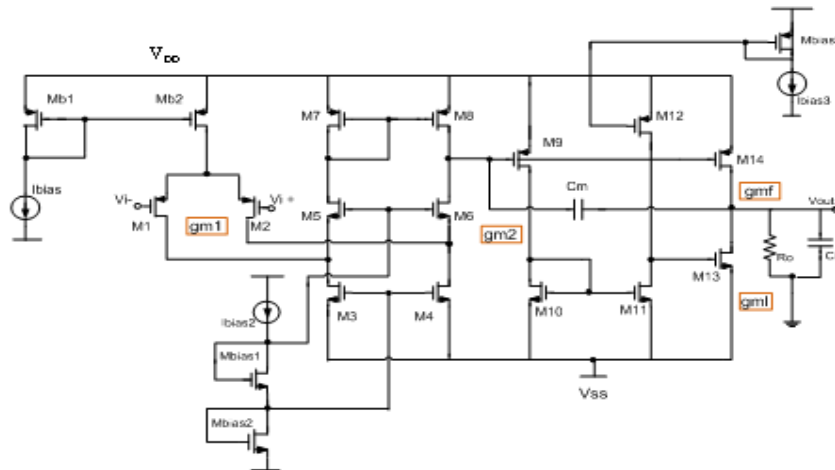 Mbias
V_DD
Ibias3
Mb1
Mb2
M7
M8
M12
M9
M14
Ibias
Vi-
Vi +
Cm
gmf
Vout
M5
M6
M1
gm1
M2
gm2
Ro
C
M13
M3
M4
M10
M11
gml
Ibias2
Mbias1
Vss
Mbias2